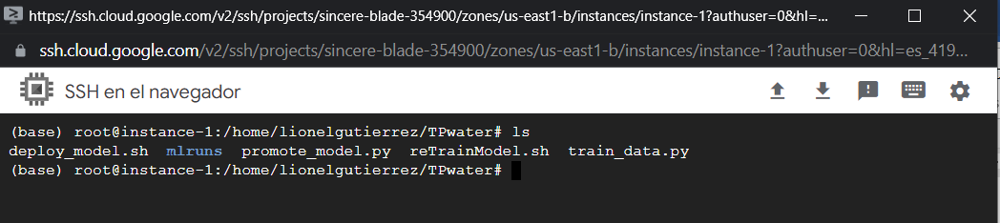 https://ssh.cloud.google.com/v2/ssh/projects/sincere-blade-354900/zones/us-east1-b/instances/instance-1?authuser=0&hl=...
ssh.cloud.google.com/v2/ssh/projects/sincere-blade-354900/zones/us-east1-b/instances/instance-1?authuser=0&hl=es_419...
SSH en el navegador
(base) root@instance-1:/home/lionelgutierrez/TPwater# ls
deploy_model.sh mlruns promote_model.py reTrainModel.sh train_data.py
(base) root@instance-1:/home/lionelgutierrez/TPwater#